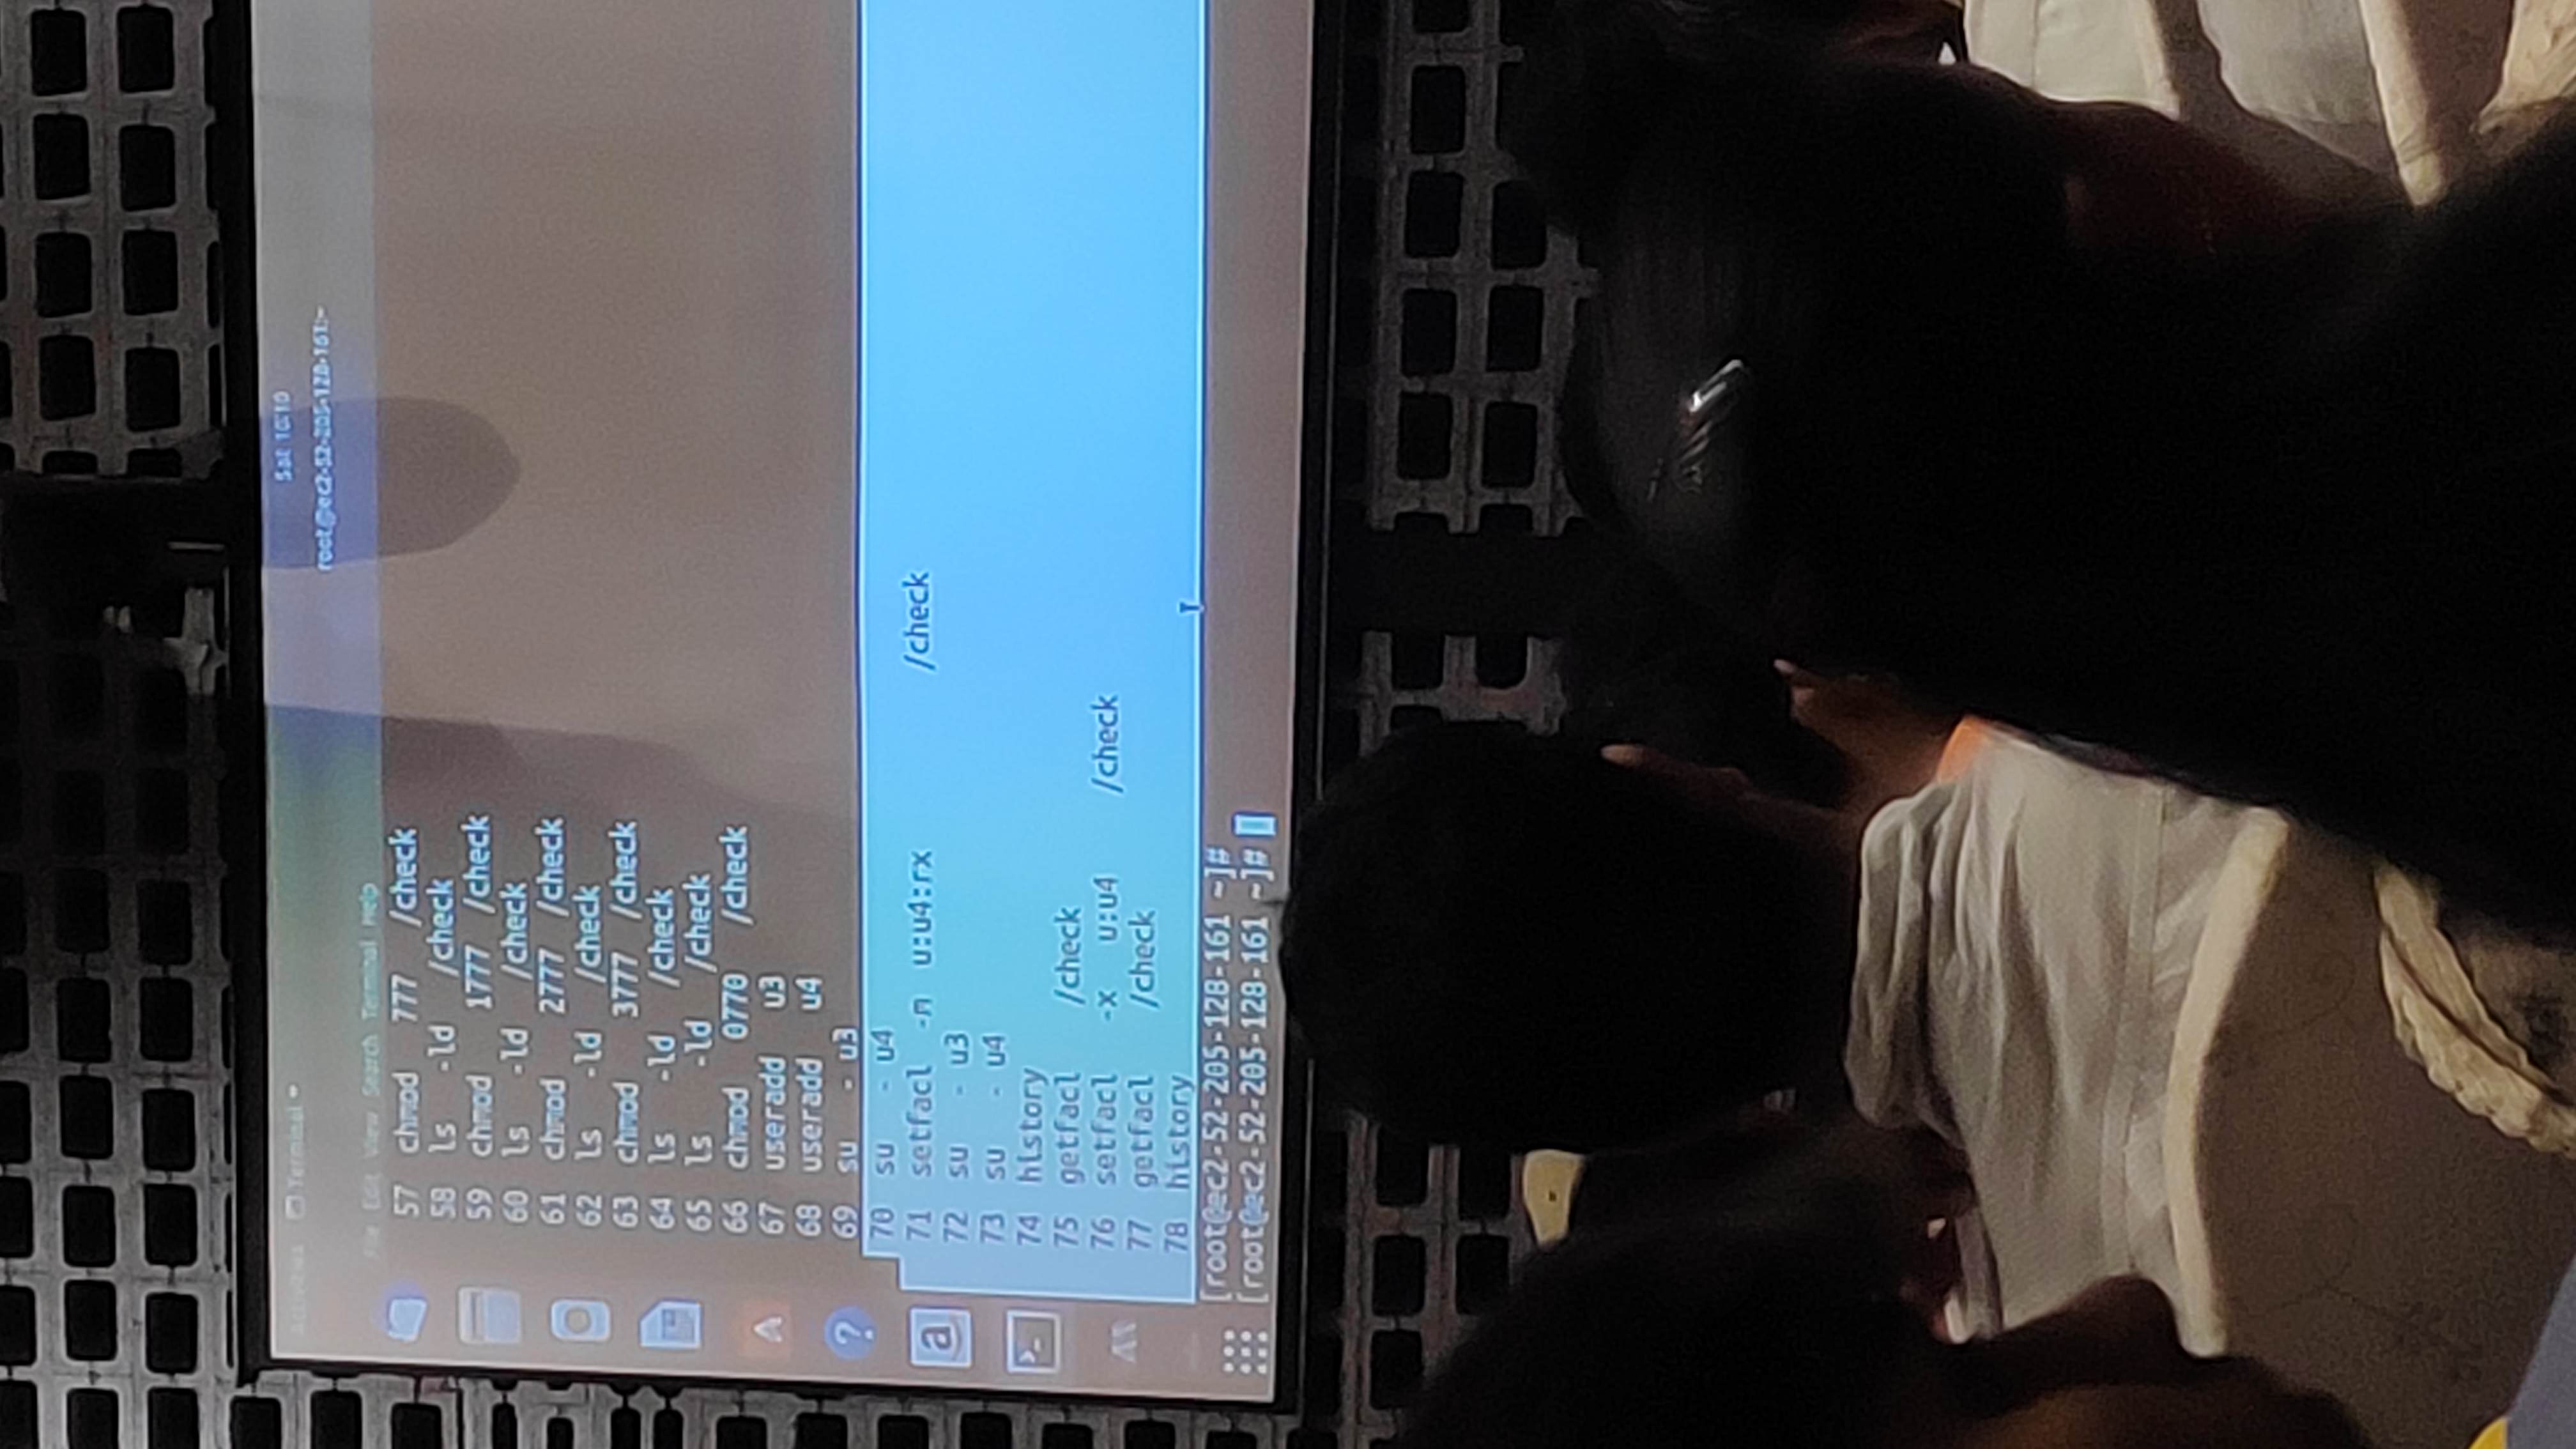 Activities Terminal
Sat 10:10
root@ec2-52-205-128-161:~
File Edit View Search Terminal Help
57 chmod 777 /check
58 ls -ld /check
59 chmod 1777 /check
60 ls -ld /check
61 chmod 2777 /check
62 ls -ld /check
63 chmod 3777 /check
64 ls -ld /check
65 ls -ld /check
66 chmod 0770 /check
67 useradd u3
68 useradd u4
69 su - u3
70 su - u4
71 setfacl -m u:u4:rx /check
72 su - u3
73 su - u4
74 history
75 getfacl /check
76 setfacl -x u:u4 /check
77 getfacl /check
78 history
[root@ec2-52-205-128-161 ~]#
[root@ec2-52-205-128-161 ~]#